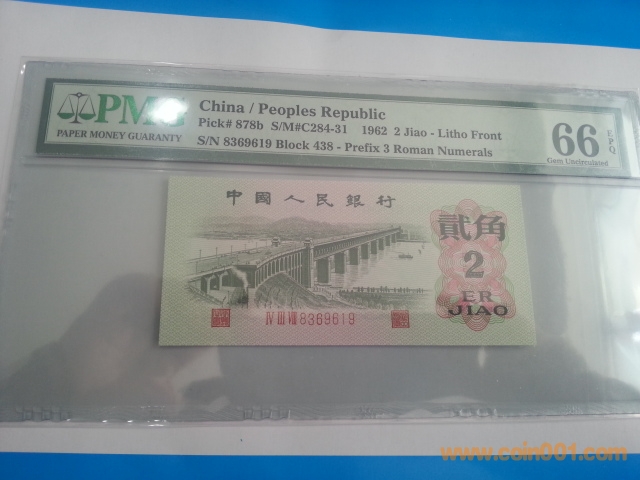 PMG
PAPER MONEY GUARANTY
China / Peoples Republic
Pick# 878b S/M#C284-31 1962 2 Jiao - Litho Front
S/N 8369619 Block 438 - Prefix 3 Roman Numerals
66 EPQ
Gem Uncirculated
中國人民銀行
貳角
2
ER
JIAO
IV III VIII 8369619
www.coin001.com